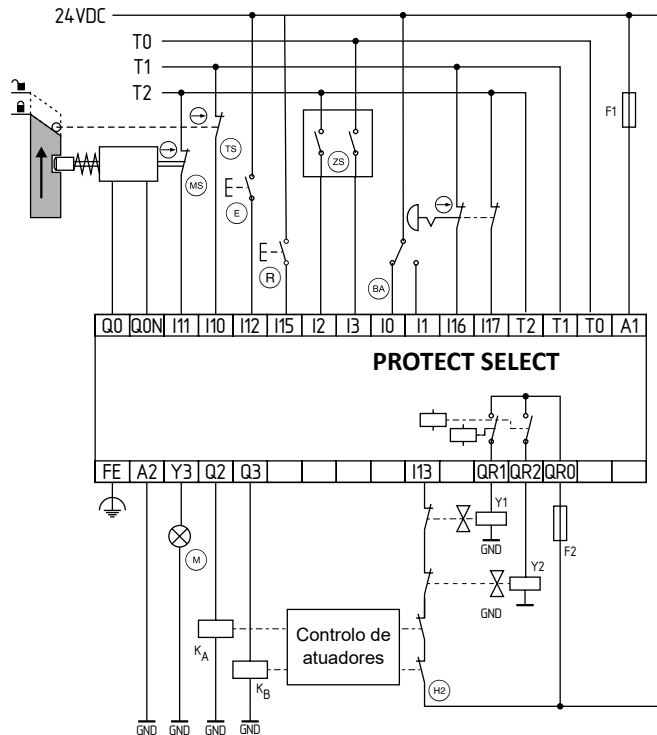 24VDC
T0
T1
T2
F1
TS
MS
ZS
E
R
BA
Q0 Q0N I11 I10 I12 I15 I2 I3 I0 I1 I16 I17 T2 T1 T0 A1
PROTECT SELECT
FE A2 Y3 Q2 Q3 I13 QR1 QR2 QR0
Y1
GND
F2
M
Y2
GND
Controlo de
atuadores
KA
KB
H2
GND GND GND GND